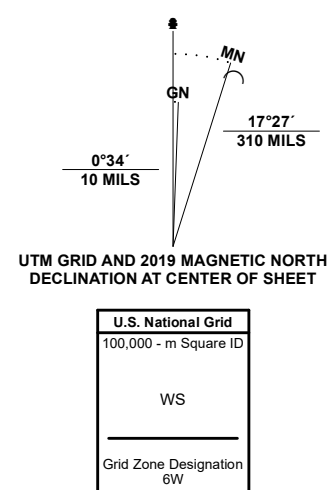 MN
GN
17°27´
310 MILS
0°34´
10 MILS
UTM GRID AND 2019 MAGNETIC NORTH
DECLINATION AT CENTER OF SHEET
U.S. National Grid
100,000 - m Square ID
WS
Grid Zone Designation
6W